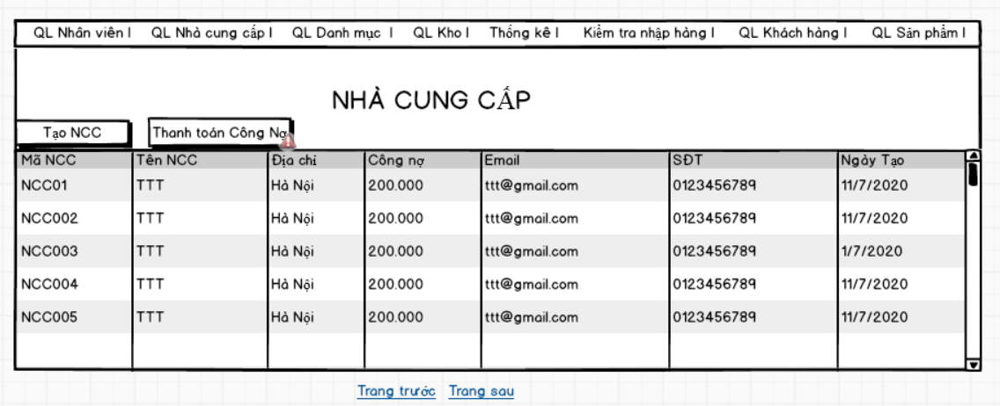 QL Nhân viên | QL Nhà cung cấp | QL Danh mục | QL Kho | Thống kê | Kiểm tra nhập hàng | QL Khách hàng | QL Sản phẩm |
NHÀ CUNG CẤP
Tạo NCC Thanh toán Công Nợ
Mã NCC Tên NCC Địa chỉ Công nợ Email SĐT Ngày Tạo
NCC01 TTT Hà Nội 200.000 ttt@gmail.com 0123456789 11/7/2020
NCC002 TTT Hà Nội 200.000 ttt@gmail.com 0123456789 11/7/2020
NCC003 TTT Hà Nội 200.000 ttt@gmail.com 0123456789 1/7/2020
NCC004 TTT Hà Nội 200.000 ttt@gmail.com 0123456789 11/7/2020
NCC005 TTT Hà Nội 200.000 ttt@gmail.com 0123456789 11/7/2020
Trang trước Trang sau